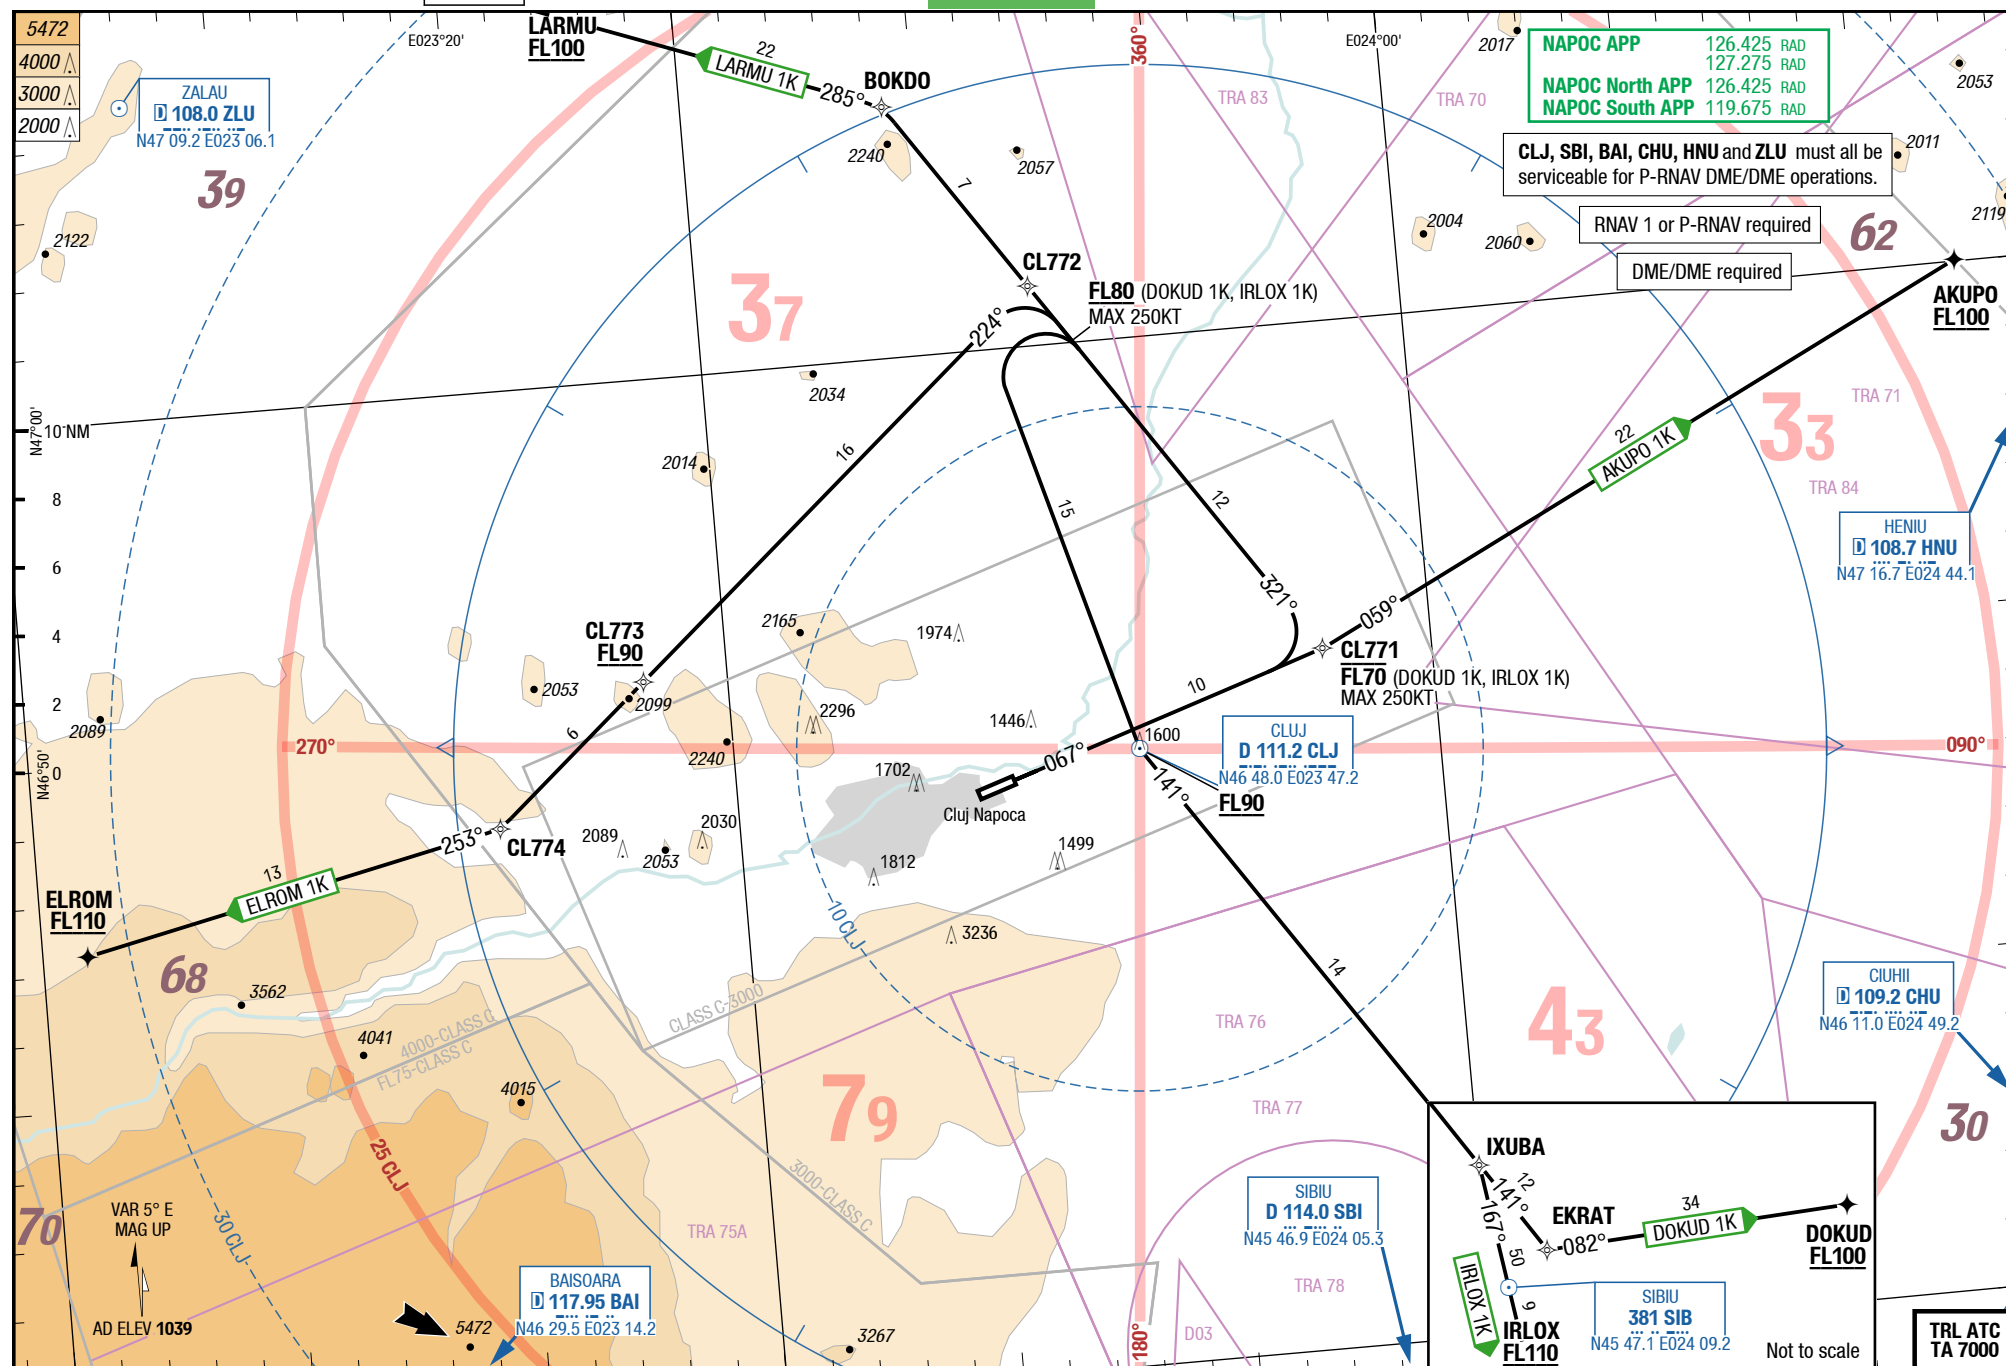 5472
4000
3000
2000
ZALAU
D 108.0 ZLU
N47 09.2 E023 06.1
39
2122
E023°20'
LARMU
FL100
22
LARMU 1K
285°
BOKDO
2240
2057
7
360°
TRA 83
TRA 70
E024°00'
2017
NAPOC APP 126.425 RAD
127.275 RAD
NAPOC North APP 126.425 RAD
NAPOC South APP 119.675 RAD
2053
CLJ, SBI, BAI, CHU, HNU and ZLU must all be
serviceable for P-RNAV DME/DME operations.
2011
2119
RNAV 1 or P-RNAV required
62
DME/DME required
2004
2060
AKUPO
FL100
CL772
FL80 (DOKUD 1K, IRLOX 1K)
MAX 250KT
37
224°
2034
N47°00'
10 NM
8
6
4
2
0
N46°50'
2014
16
15
12
321°
22
AKUPO 1K
33
TRA 71
TRA 84
HENIU
D 108.7 HNU
N47 16.7 E024 44.1
059°
CL771
FL70 (DOKUD 1K, IRLOX 1K)
MAX 250KT
CL773
FL90
2165
1974
2053
2099
2089
2296
2240
1446
10
1600
CLUJ
D 111.2 CLJ
N46 48.0 E023 47.2
FL90
270°
090°
6
1702
067°
141°
Cluj Napoca
253°
CL774
2089
2053
2030
1812
1499
13
ELROM 1K
ELROM
FL110
68
3562
10 CLJ
3236
14
CLASS C-3000
4000-CLASS C
FL75-CLASS C
4041
4015
TRA 76
43
CIUHII
D 109.2 CHU
N46 11.0 E024 49.2
79
TRA 77
30
25 CLJ
3000-CLASS C
30 CLJ
70
VAR 5° E
MAG UP
TRA 75A
AD ELEV 1039
BAISOARA
D 117.95 BAI
N46 29.5 E023 14.2
5472
3267
SIBIU
D 114.0 SBI
N45 46.9 E024 05.3
TRA 78
D03
180°
IXUBA
12
141°
167°
EKRAT
082°
34
DOKUD 1K
DOKUD
FL100
50
SIBIU
381 SIB
N45 47.1 E024 09.2
9
IRLOX 1K
IRLOX
FL110
Not to scale
TRL ATC
TA 7000